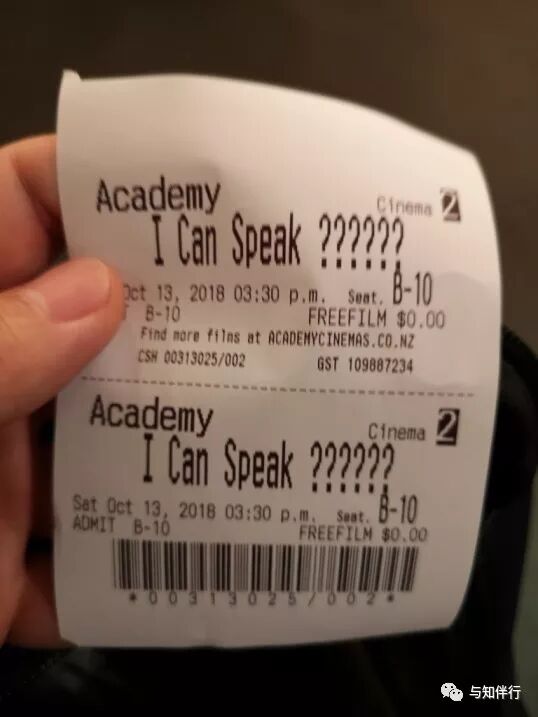 Academy
Cinema 2
I Can Speak ??????
Oct 13, 2018 03:30 p.m. Seat. B-10
B-10 FREEFILM $0.00
Find more films at ACADEMYCINEMAS.CO.NZ
CSH 00313025/002 GST 109887234
Academy
Cinema 2
I Can Speak ??????
Sat Oct 13, 2018 03:30 p.m. Seat. B-10
ADMIT B-10 FREEFILM $0.00
*00313025/002*
与知伴行